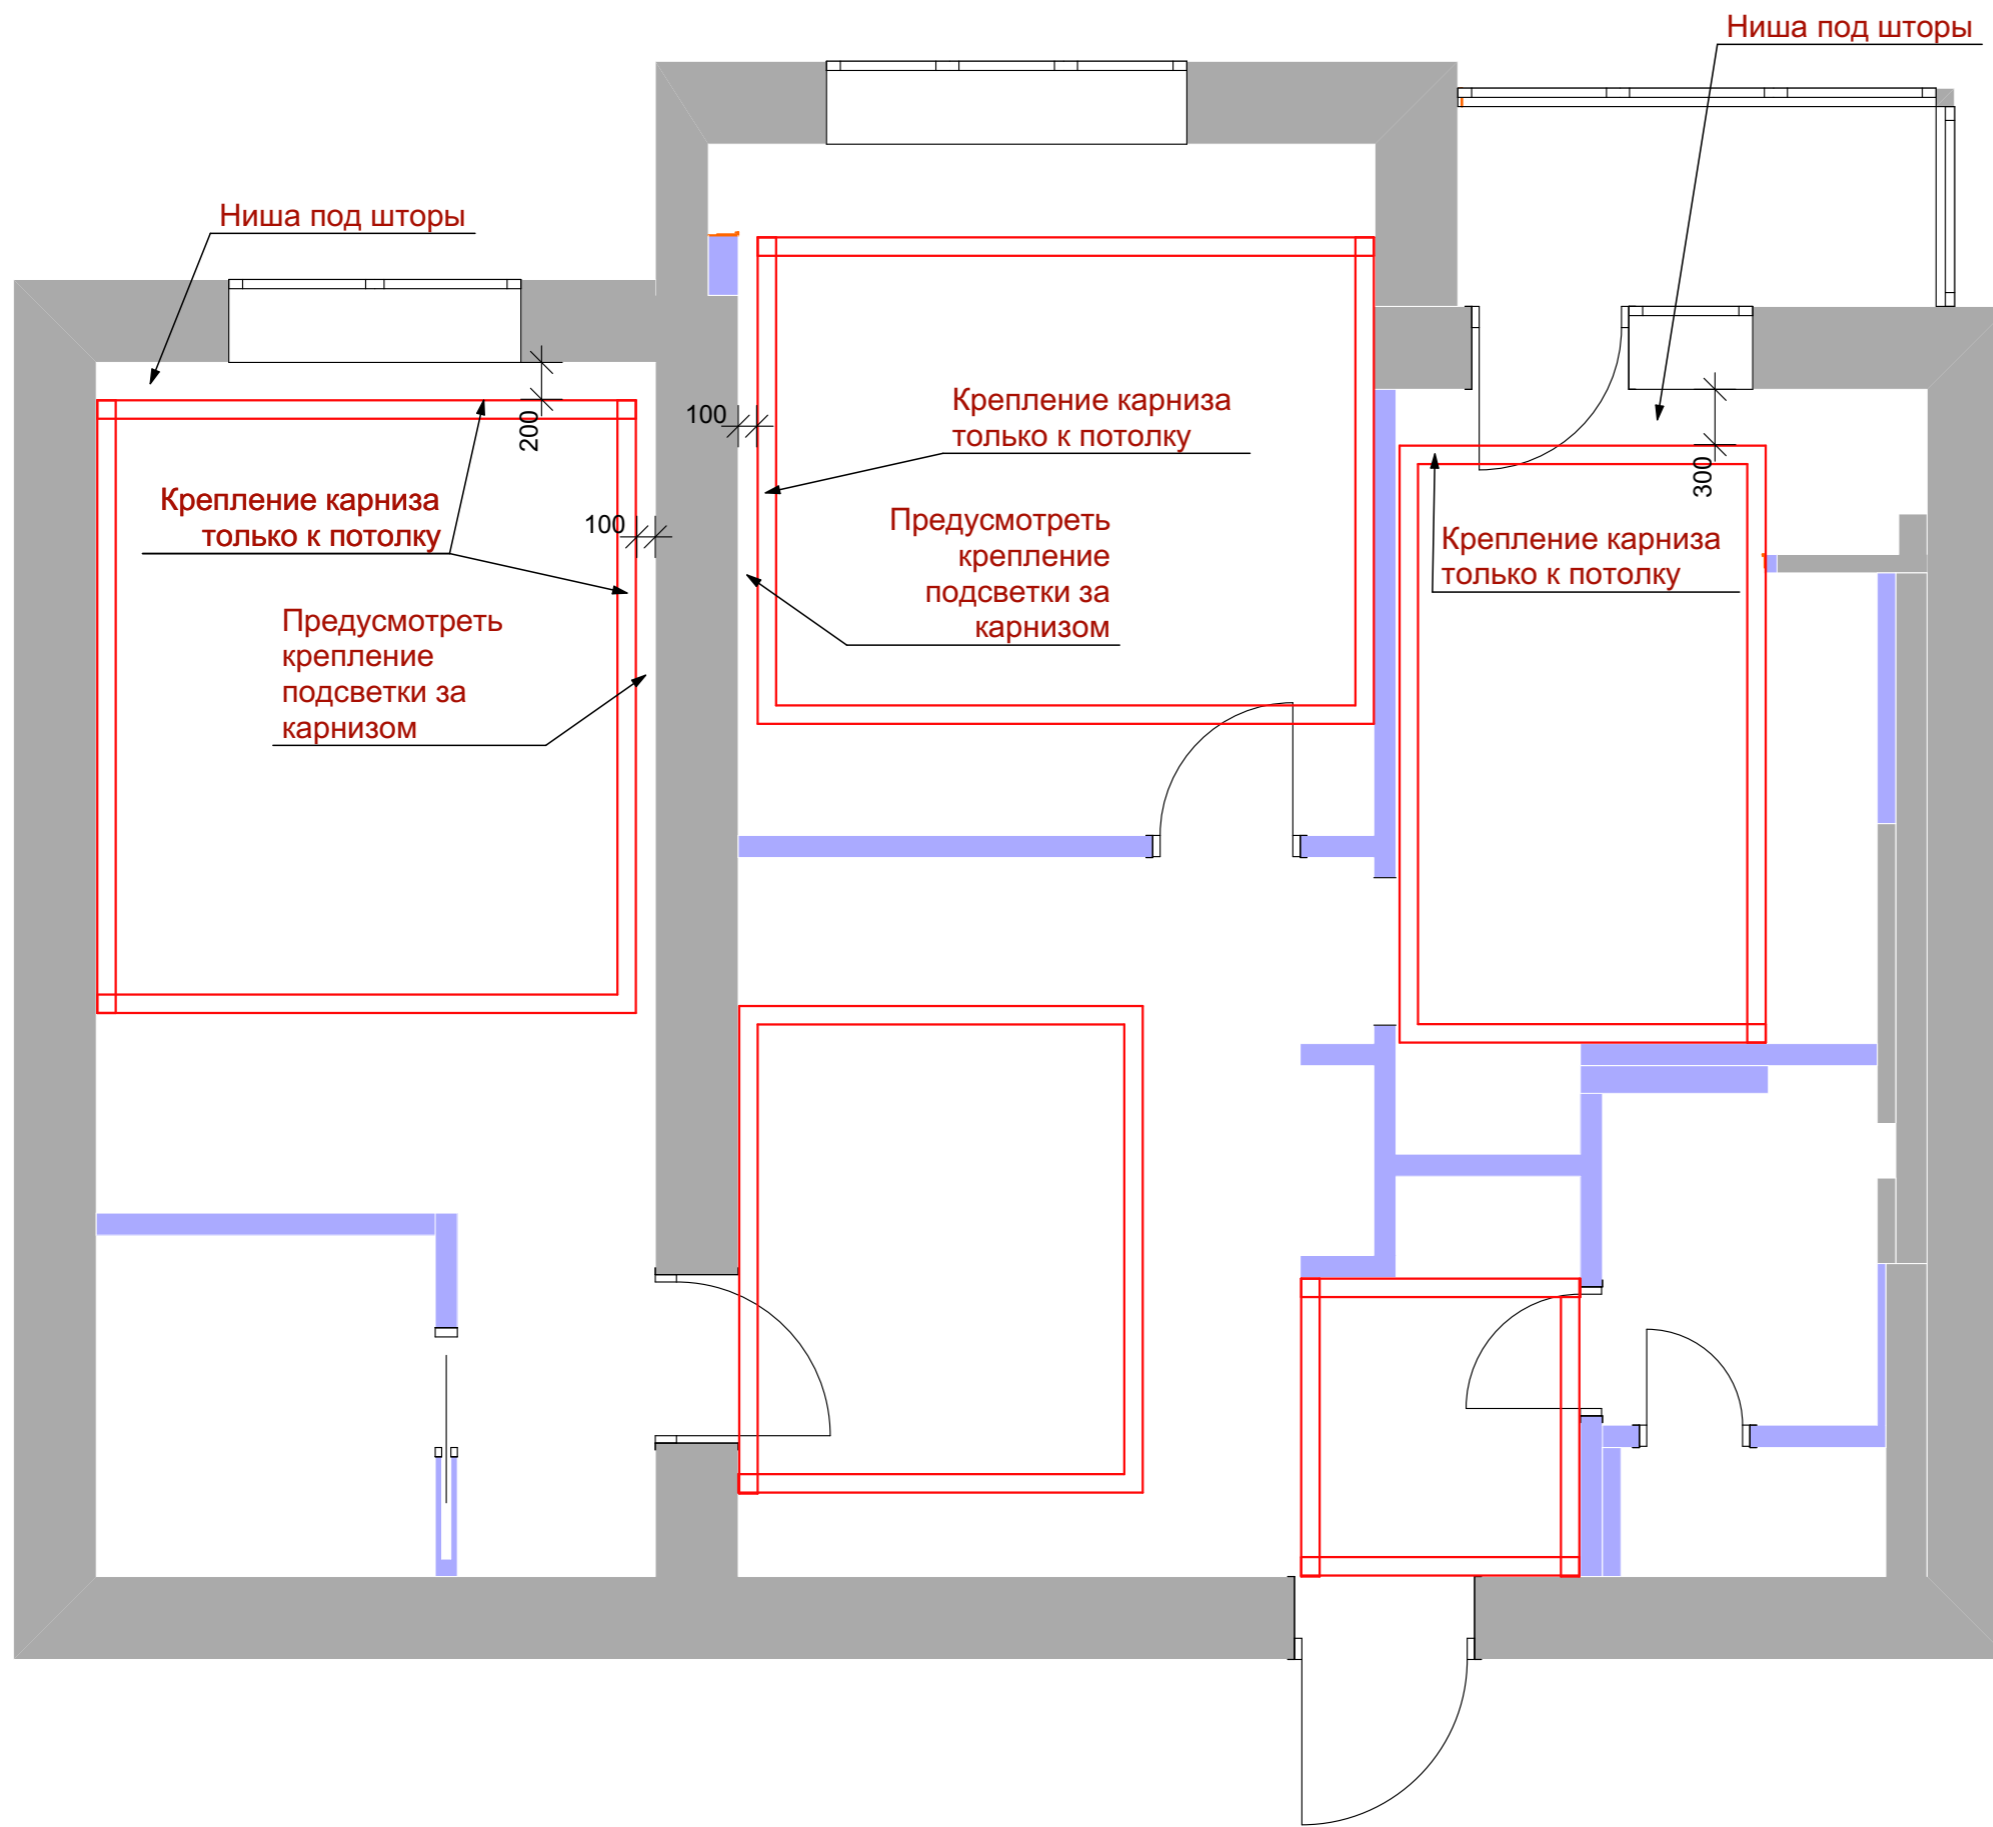 Ниша под шторы
Ниша под шторы
200
Крепление карниза
только к потолку
100
Предусмотреть
крепление
подсветки за
карнизом
100
Крепление карниза
только к потолку
Предусмотреть
крепление
подсветки за
карнизом
300
Крепление карниза
только к потолку